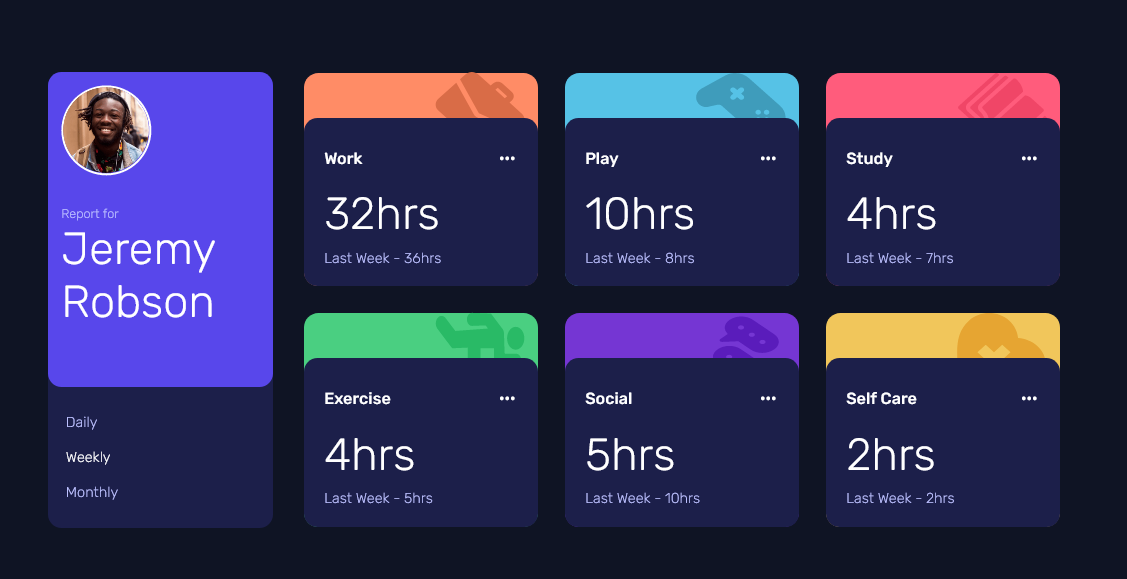 Report for
Jeremy
Robson
Daily
Weekly
Monthly
Work
32hrs
Last Week - 36hrs
Play
10hrs
Last Week - 8hrs
Study
4hrs
Last Week - 7hrs
Exercise
4hrs
Last Week - 5hrs
Social
5hrs
Last Week - 10hrs
Self Care
2hrs
Last Week - 2hrs